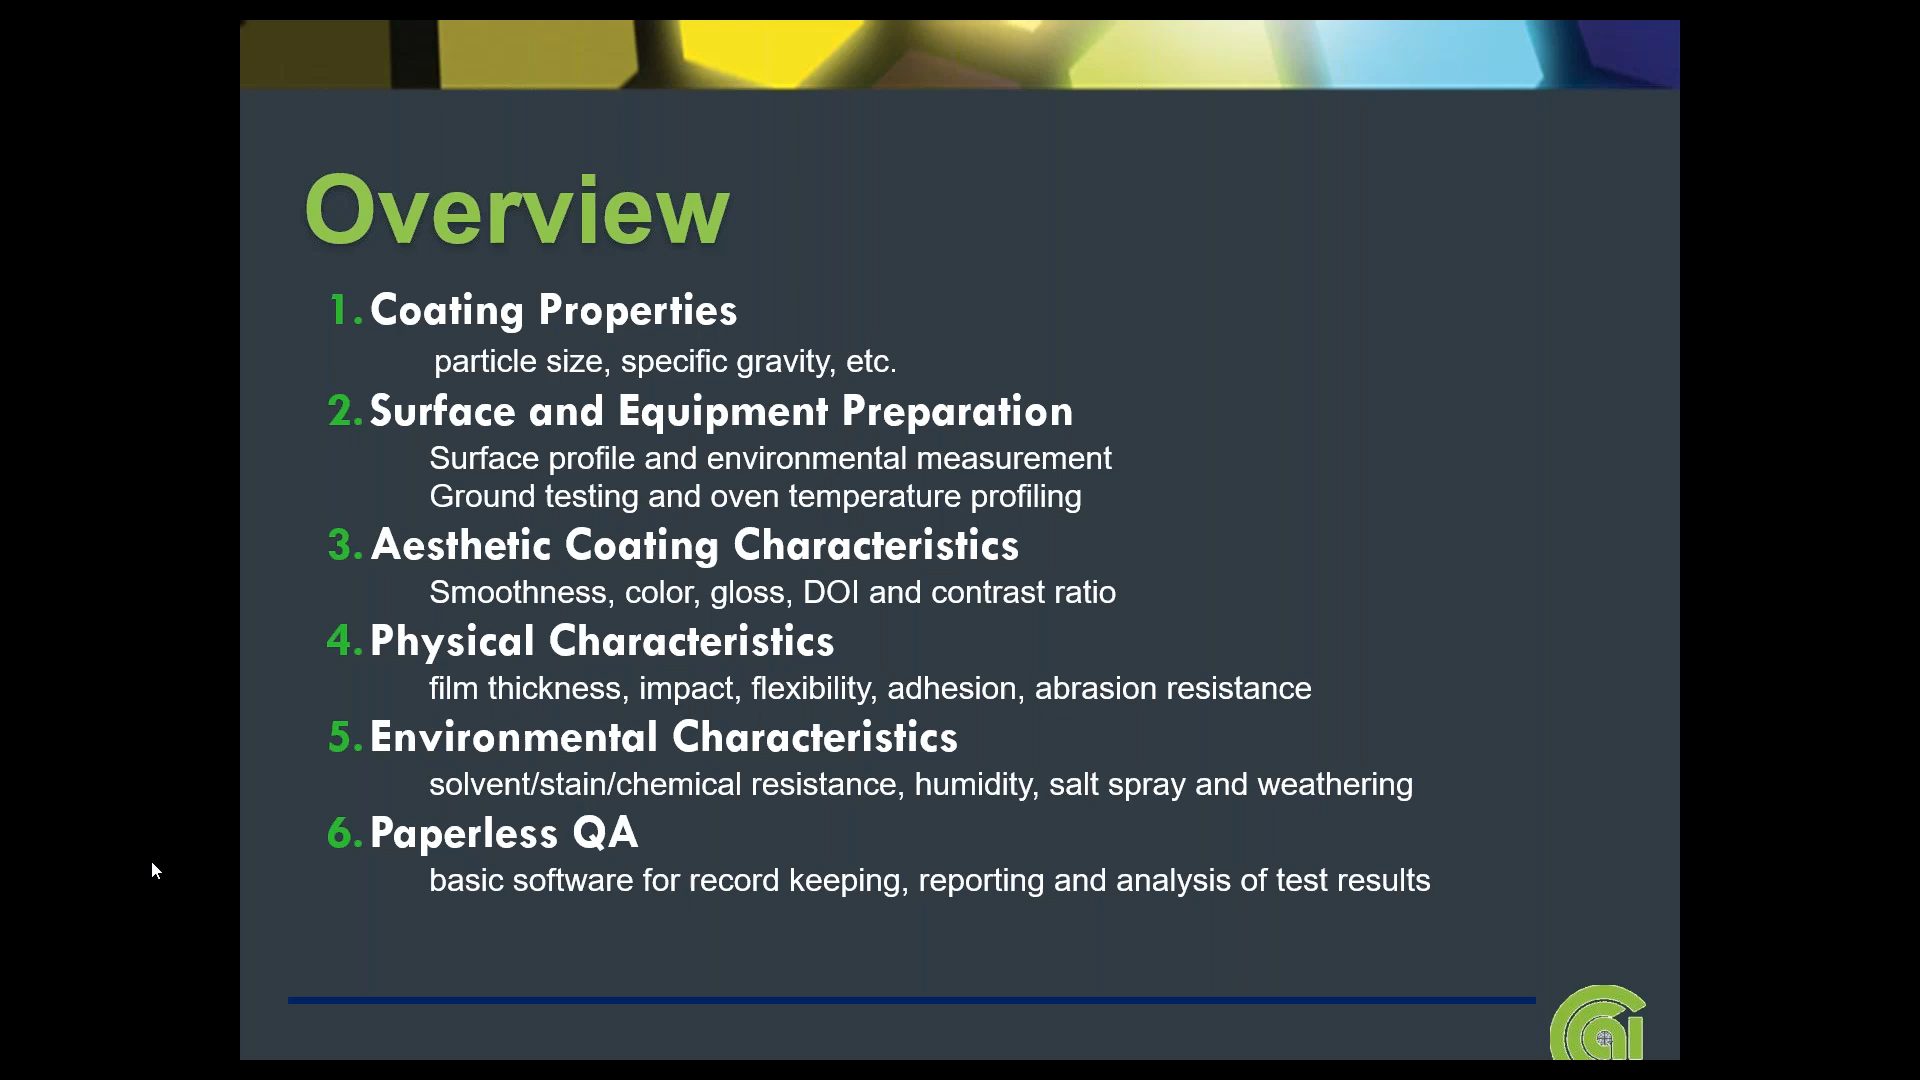 Overview
1. Coating Properties
particle size, specific gravity, etc.
2. Surface and Equipment Preparation
Surface profile and environmental measurement
Ground testing and oven temperature profiling
3. Aesthetic Coating Characteristics
Smoothness, color, gloss, DOI and contrast ratio
4. Physical Characteristics
film thickness, impact, flexibility, adhesion, abrasion resistance
5. Environmental Characteristics
solvent/stain/chemical resistance, humidity, salt spray and weathering
6. Paperless QA
basic software for record keeping, reporting and analysis of test results